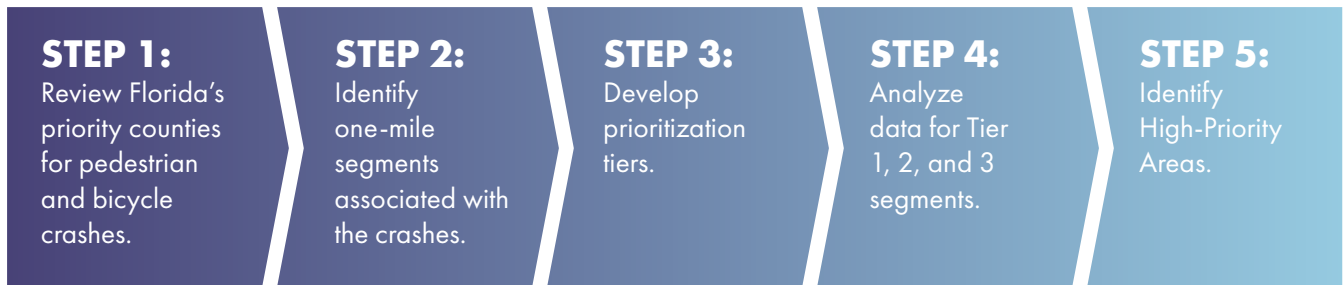 STEP 1:
Review Florida’s
priority counties
for pedestrian
and bicycle
crashes.
STEP 2:
Identify
one-mile
segments
associated with
the crashes.
STEP 3:
Develop
prioritization
tiers.
STEP 4:
Analyze
data for Tier
1, 2, and 3
segments.
STEP 5:
Identify
High-Priority
Areas.